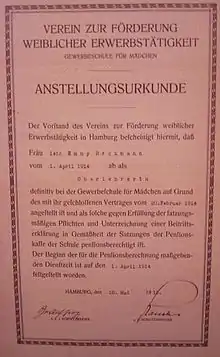 VEREIN ZUR FÖRDERUNG
WEIBLICHER ERWERBSTÄTIGKEIT
GEWERBESCHULE FÜR MÄDCHEN
ANSTELLUNGSURKUNDE
Der Vorstand des Vereins zur Förderung weiblicher
Erwerbstätigkeit in Hamburg bescheinigt hiermit, daß
Frau
vom 1. April 1914 ab als
Oberlehrerin
definitiv bei der Gewerbeschule für Mädchen auf Grund
des mit ihr geschlossenen Vertrages vom 20. Februar 1914
angestellt ist und als solche gegen Erfüllung der satzungs-
mäßigen Pflichten und Unterzeichnung einer Beitritts-
erklärung in Gemäßheit der Satzungen der Pensions-
kasse der Schule pensionsberechtigt ist.
Der Beginn der für die Pensionsberechnung maßgeben-
den Dienstzeit ist auf den 1. April 1914
festgesetzt worden.
HAMBURG, den Mai